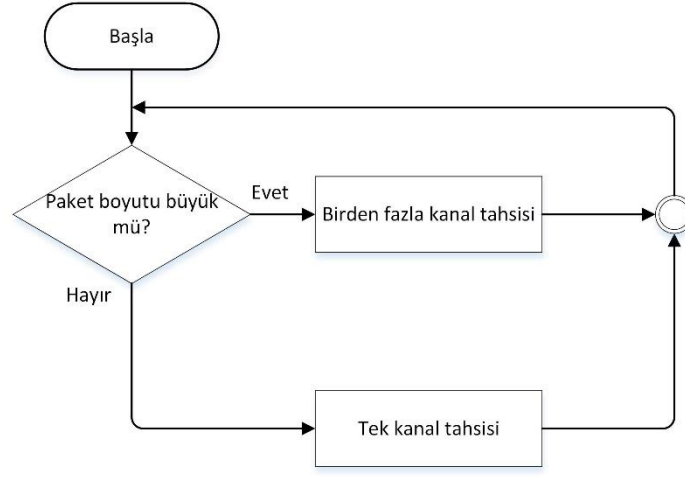 Başla
Paket boyutu büyük
mü?
Evet
Birden fazla kanal tahsisi
Hayır
Tek kanal tahsisi